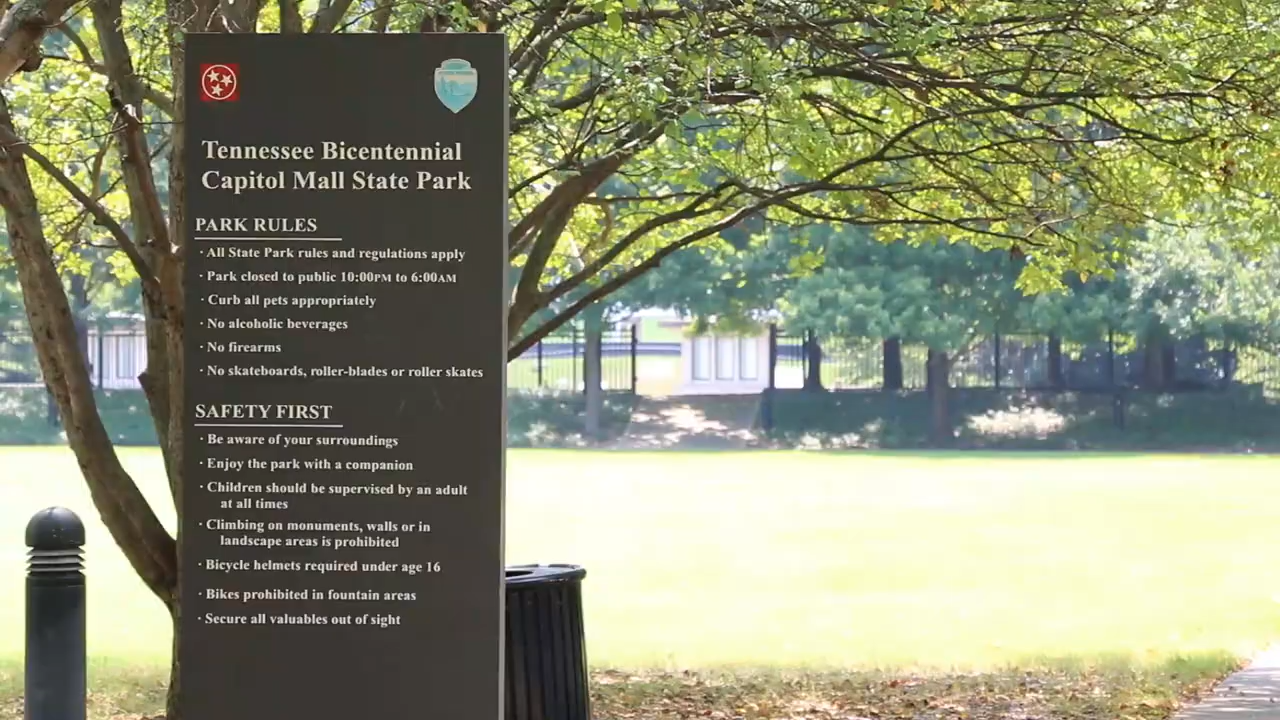 Tennessee Bicentennial
Capitol Mall State Park
PARK RULES
· All State Park rules and regulations apply
· Park closed to public 10:00PM to 6:00AM
· Curb all pets appropriately
· No alcoholic beverages
· No firearms
· No skateboards, roller-blades or roller skates
SAFETY FIRST
· Be aware of your surroundings
· Enjoy the park with a companion
· Children should be supervised by an adult
at all times
· Climbing on monuments, walls or in
landscape areas is prohibited
· Bicycle helmets required under age 16
· Bikes prohibited in fountain areas
· Secure all valuables out of sight